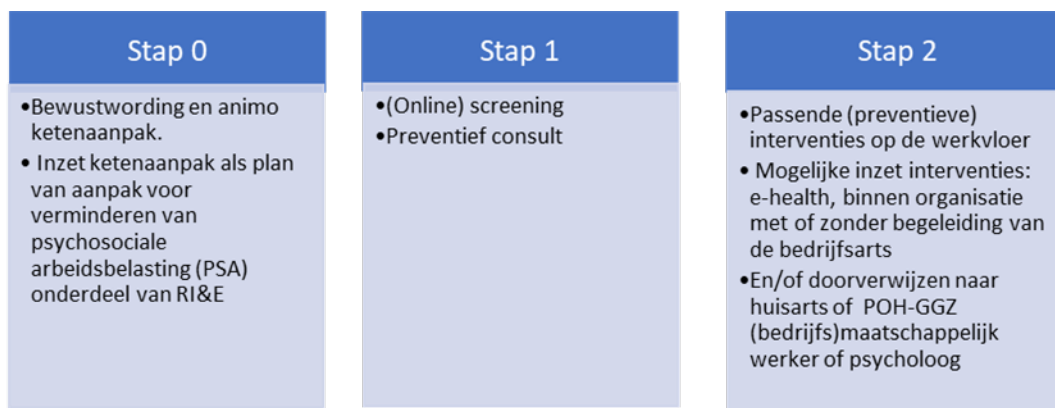 Stap 0
•Bewustwording en animo
ketenaanpak.
• Inzet ketenaanpak als plan
van aanpak voor
verminderen van
psychosociale
arbeidsbelasting (PSA)
onderdeel van RI&E
Stap 1
•(Online) screening
•Preventief consult
Stap 2
•Passende (preventieve)
interventies op de werkvloer
• Mogelijke inzet interventies:
e-health, binnen organisatie
met of zonder begeleiding van
de bedrijfsarts
•En/of doorverwijzen naar
huisarts of POH-GGZ
(bedrijfs)maatschappelijk
werker of psycholoog